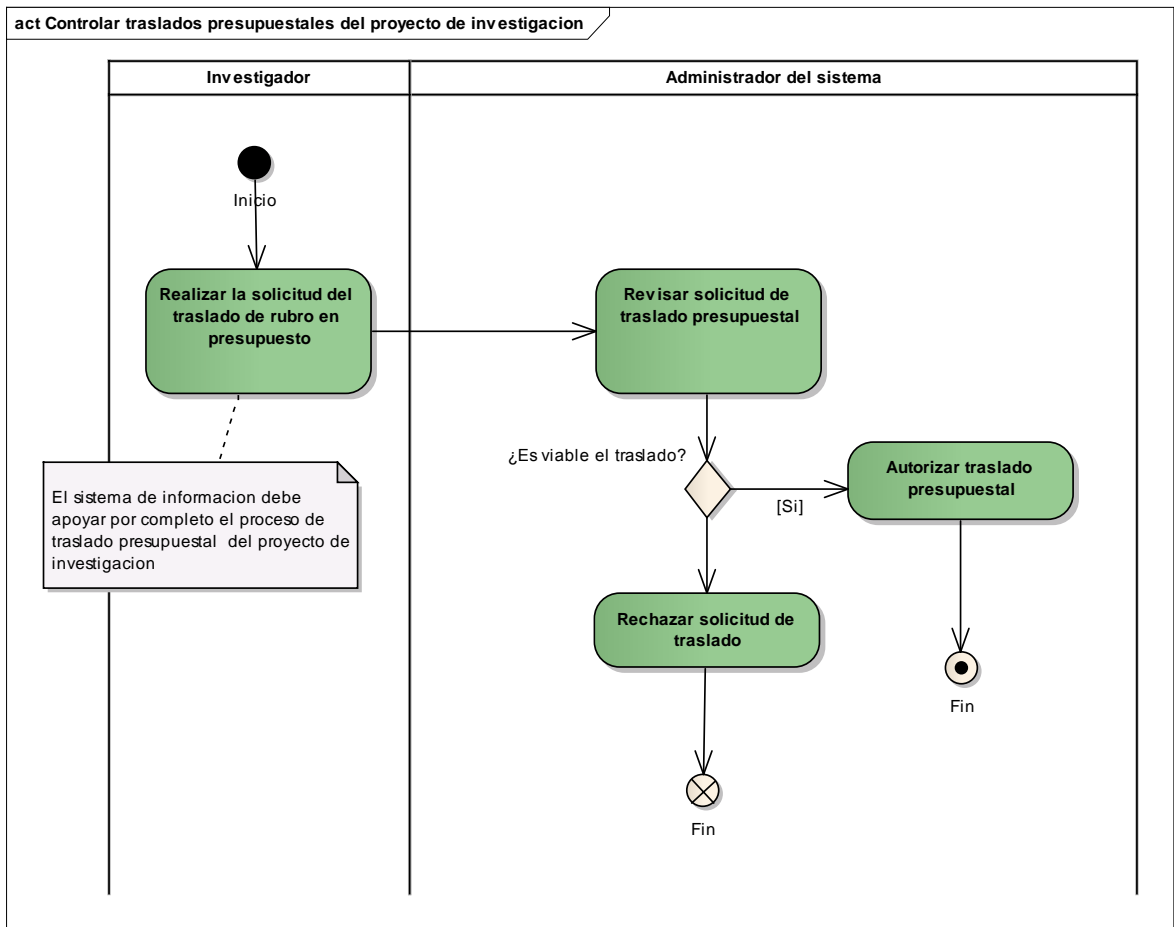 act Controlar traslados presupuestales del proyecto de investigacion
Investigador
Administrador del sistema
Inicio
Realizar la solicitud del
traslado de rubro en
presupuesto
Revisar solicitud de
traslado presupuestal
¿Es viable el traslado?
[Si]
Autorizar traslado
presupuestal
El sistema de informacion debe
apoyar por completo el proceso de
traslado presupuestal  del proyecto de
investigacion
Rechazar solicitud de
traslado
Fin
Fin